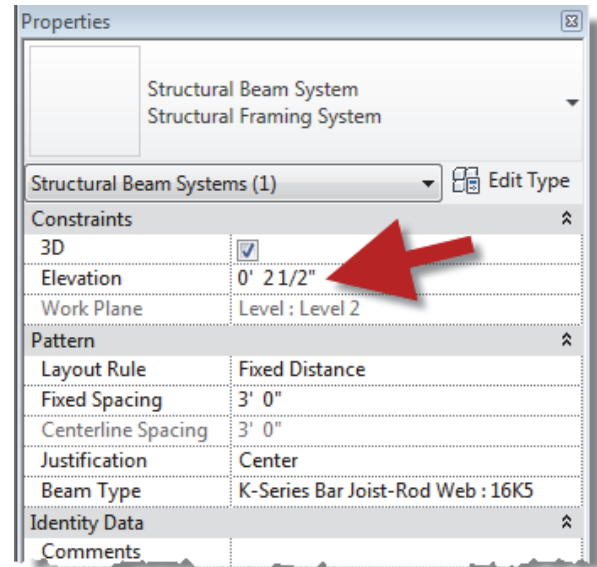 Properties
Structural Beam System
Structural Framing System
Structural Beam Systems (1) Edit Type
Constraints
3D
Elevation 0' 2 1/2"
Work Plane Level : Level 2
Pattern
Layout Rule Fixed Distance
Fixed Spacing 3' 0"
Centerline Spacing 3' 0"
Justification Center
Beam Type K-Series Bar Joist-Rod Web : 16K5
Identity Data
Comments